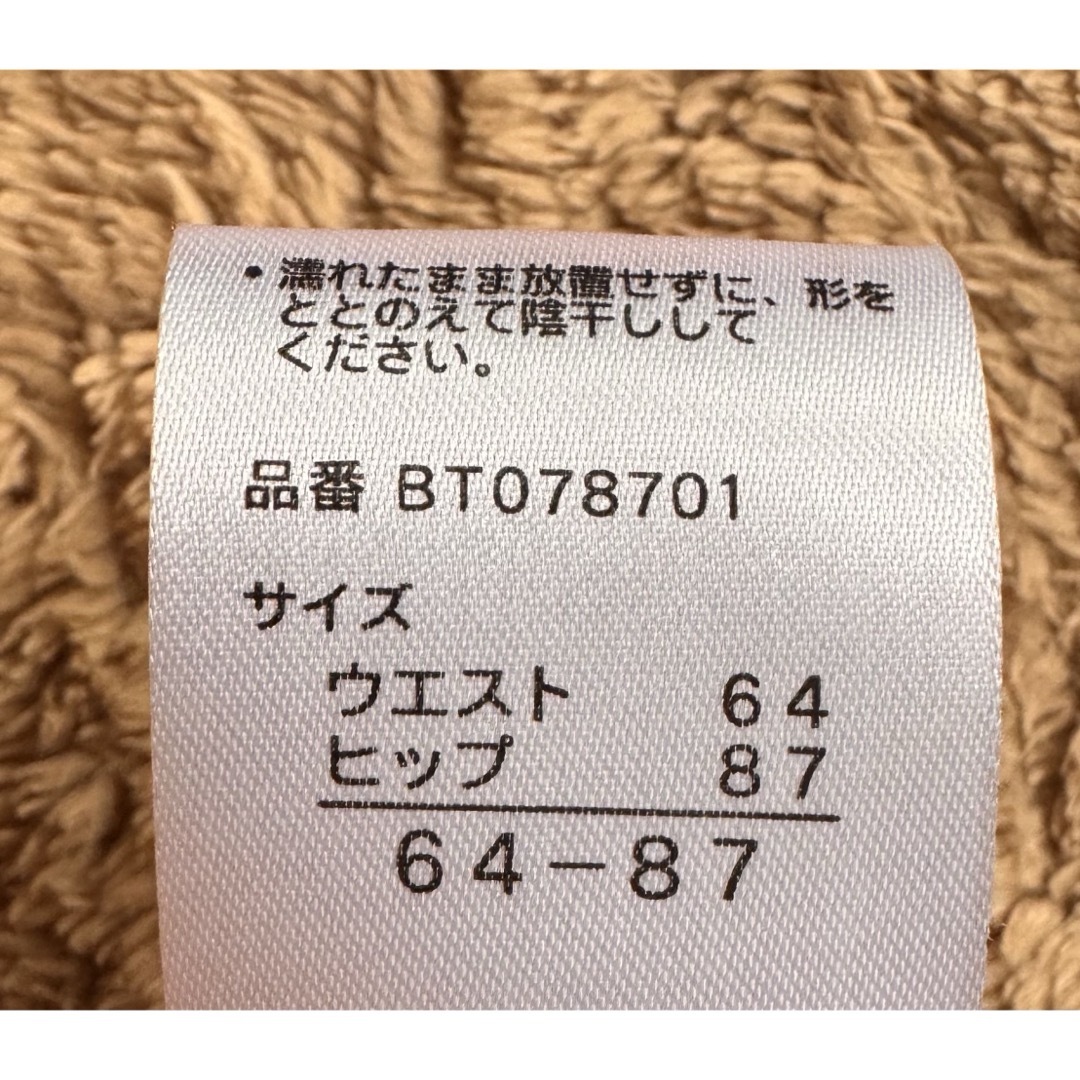 ・濡れたまま放置せずに、形を
ととのえて陰干しして
ください。
品番 BT078701
サイズ
ウエスト 64
ヒップ 87
64-87